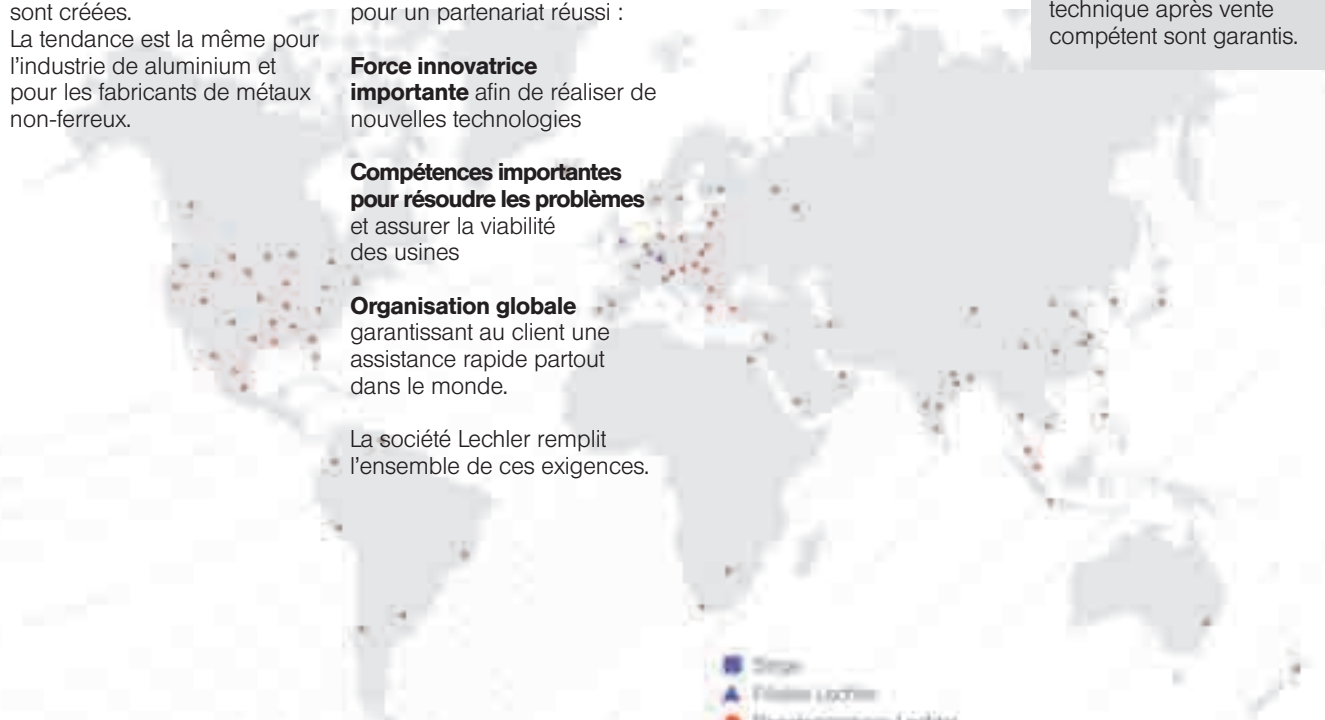 sont créées.
La tendance est la même pour
l'industrie de aluminium et
pour les fabricants de métaux
non-ferreux.
pour un partenariat réussi :
Force innovatrice
importante afin de réaliser de
nouvelles technologies
Compétences importantes
pour résoudre les problèmes
et assurer la viabilité
des usines
Organisation globale
garantissant au client une
assistance rapide partout
dans le monde.
La société Lechler remplit
l'ensemble de ces exigences.
technique après vente
compétent sont garantis.